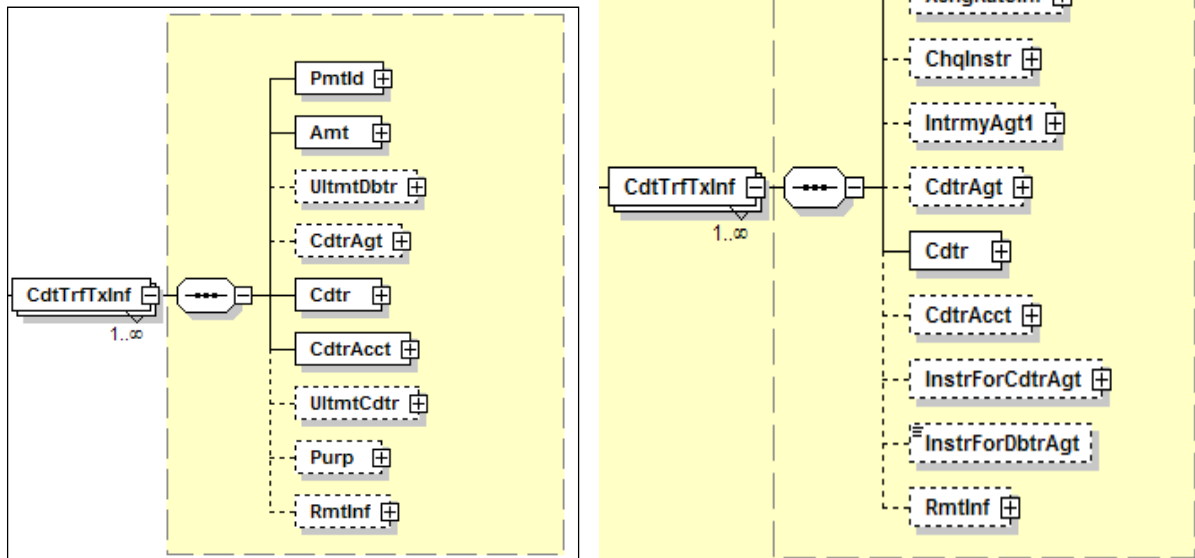 PmtId
Amt
UltmtDbtr
CdtrAgt
CdtTrfTxInf
1..∞
Cdtr
CdtrAcct
UltmtCdtr
Purp
RmtInf
ChqInstr
IntrmyAgt1
CdtTrfTxInf
1..∞
CdtrAgt
Cdtr
CdtrAcct
InstrForCdtrAgt
InstrForDbtrAgt
RmtInf